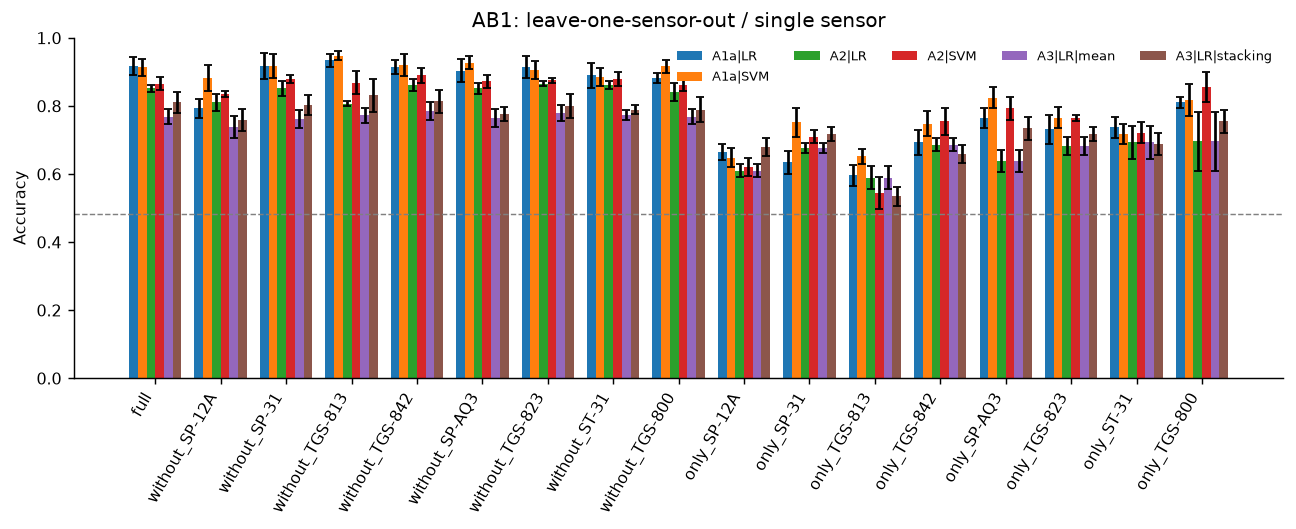 AB1: leave-one-sensor-out / single sensor
A1a|LR
A1a|SVM
A2|LR
A2|SVM
A3|LR|mean
A3|LR|stacking
Accuracy
1.0
0.8
0.6
0.4
0.2
0.0
full
without_SP-12A
without_SP-31
without_TGS-813
without_TGS-842
without_SP-AQ3
without_TGS-823
without_ST-31
without_TGS-800
only_SP-12A
only_SP-31
only_TGS-813
only_TGS-842
only_SP-AQ3
only_TGS-823
only_ST-31
only_TGS-800